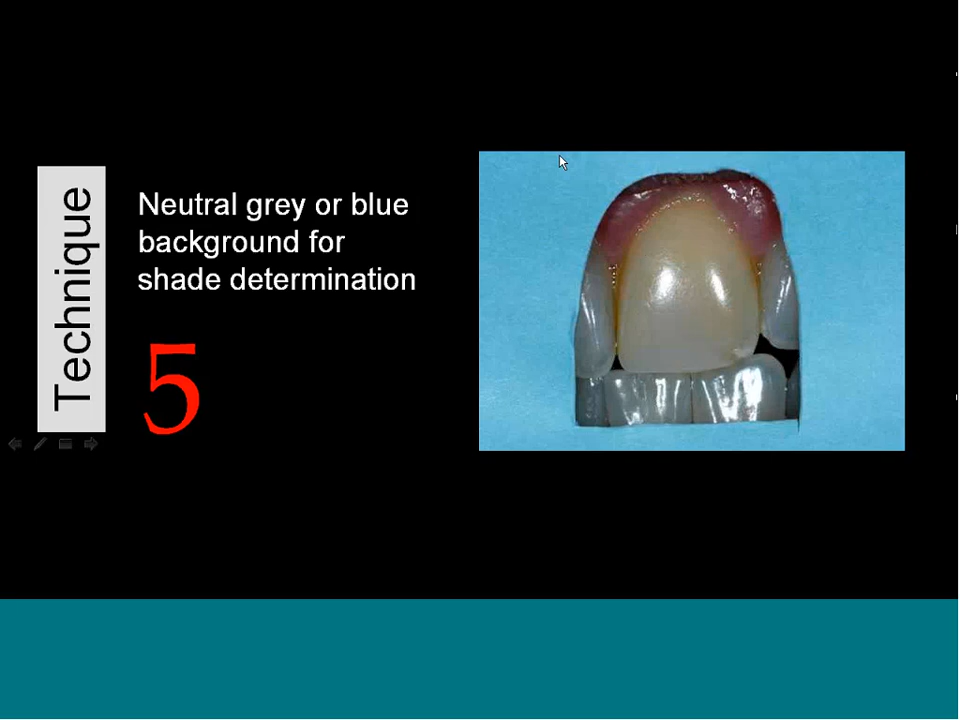 Technique
Neutral grey or blue
background for
shade determination
5